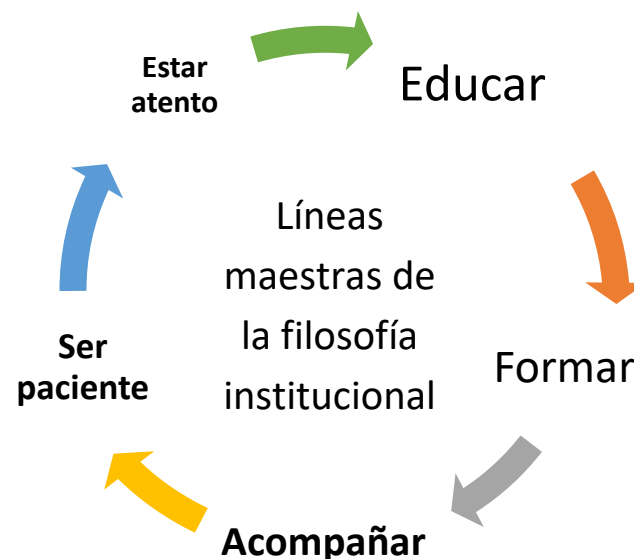 Estar
atento
Educar
Líneas
maestras de
la filosofía
institucional
Ser
paciente
Formar
Acompañar